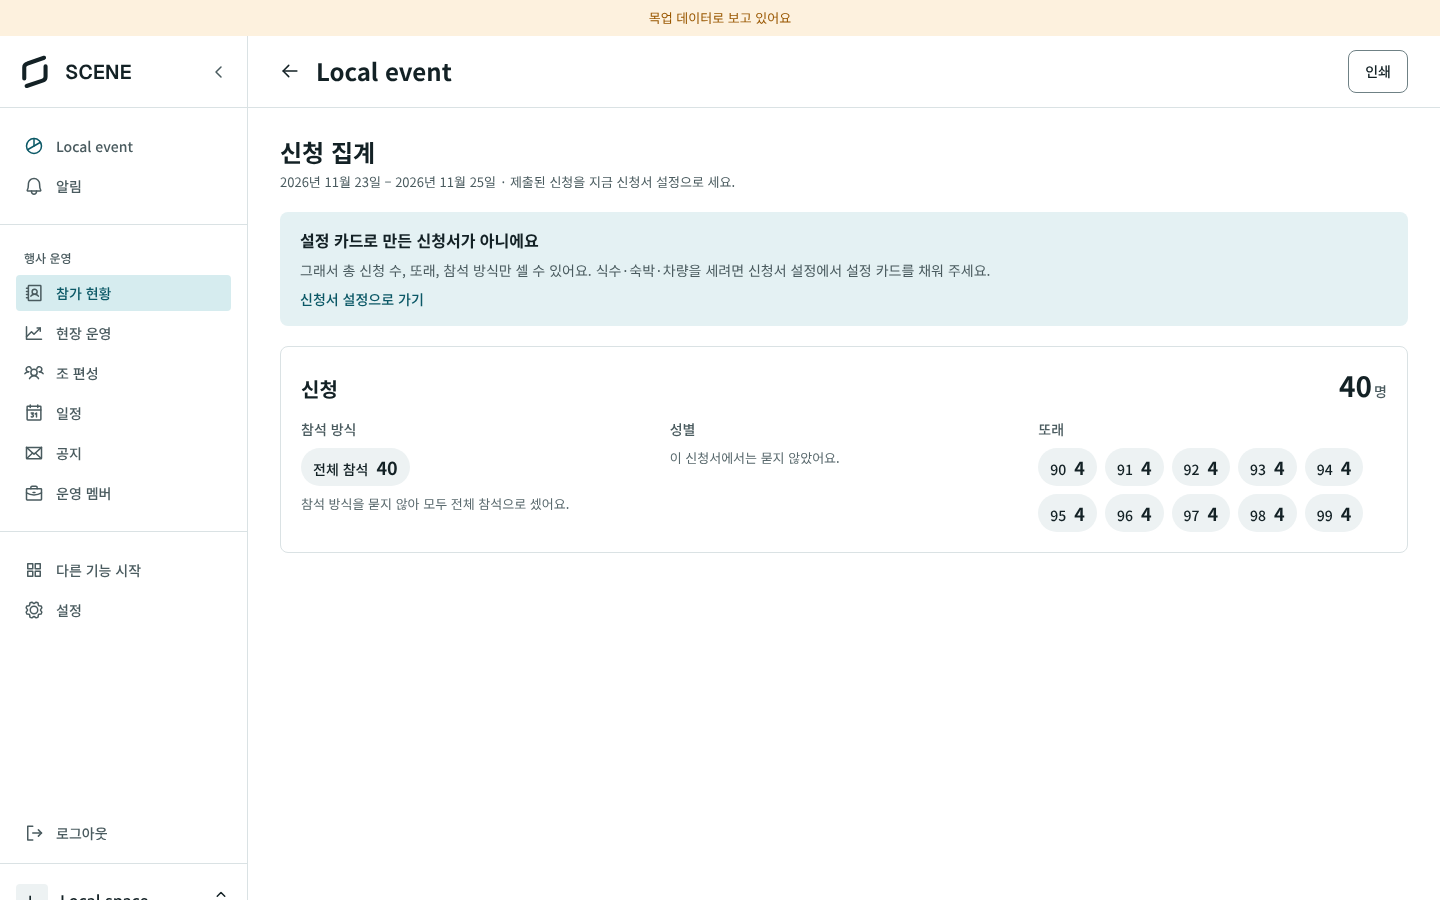 목업 데이터로 보고 있어요
SCENE
Local event
인쇄
Local event
알림
행사 운영
참가 현황
현장 운영
조 편성
일정
공지
운영 멤버
다른 기능 시작
설정
로그아웃
신청 집계
2026년 11월 23일 – 2026년 11월 25일 · 제출된 신청을 지금 신청서 설정으로 세요.
설정 카드로 만든 신청서가 아니에요
그래서 총 신청 수, 또래, 참석 방식만 셀 수 있어요. 식수·숙박·차량을 세려면 신청서 설정에서 설정 카드를 채워 주세요.
신청서 설정으로 가기
신청
40명
참석 방식
전체 참석 40
참석 방식을 묻지 않아 모두 전체 참석으로 셌어요.
성별
이 신청서에서는 묻지 않았어요.
또래
90 4 91 4 92 4 93 4 94 4
95 4 96 4 97 4 98 4 99 4
Local space